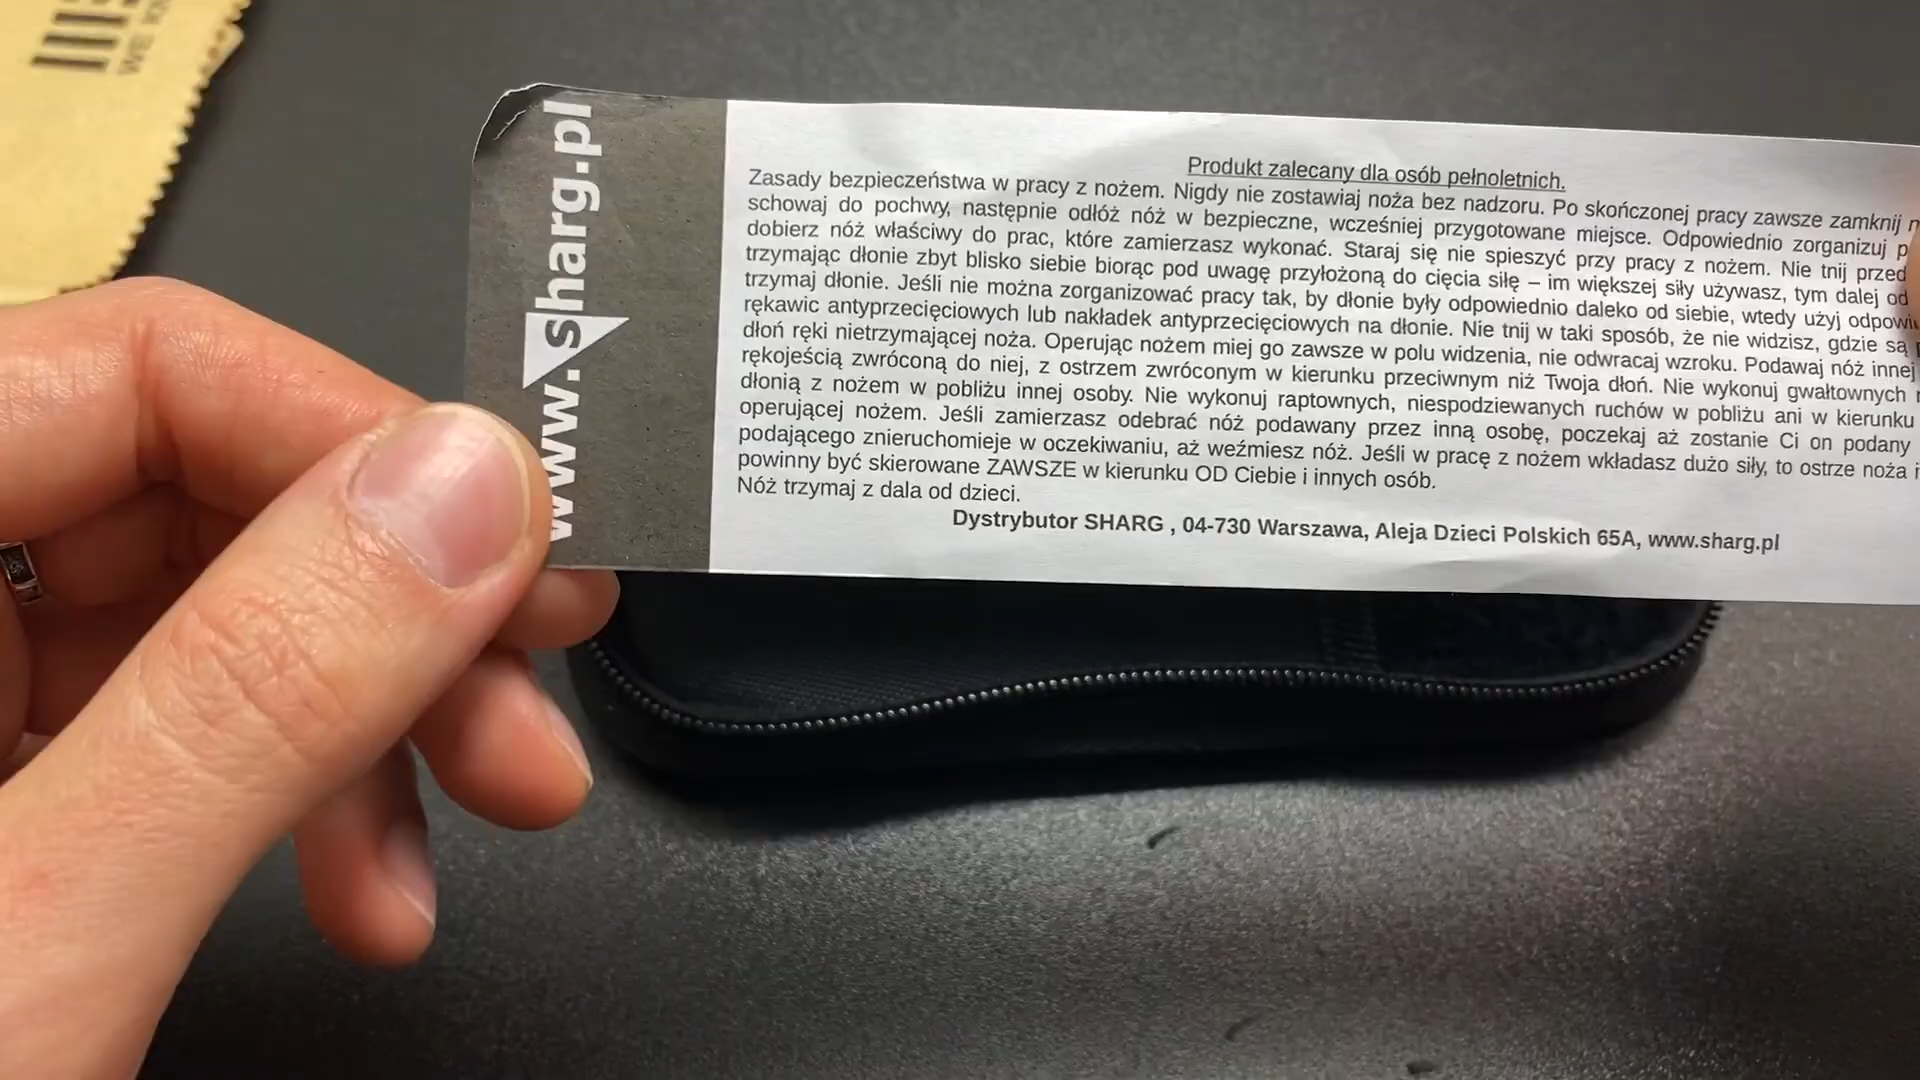 www.sharg.pl
Produkt zalecany dla osób pełnoletnich.
Zasady bezpieczeństwa w pracy z nożem. Nigdy nie zostawiaj noża bez nadzoru. Po skończonej pracy zawsze zamknij
schowaj do pochwy, następnie odłóż nóż w bezpieczne, wcześniej przygotowane miejsce. Odpowiednio zorganizuj
dobierz nóż właściwy do prac, które zamierzasz wykonać. Staraj się nie spieszyć przy pracy z nożem. Nie tnij przed
trzymając dłonie zbyt blisko siebie biorąc pod uwagę przyłożoną do cięcia siłę – im większej siły używasz, tym dalej od
trzymaj dłonie. Jeśli nie można zorganizować pracy tak, by dłonie były odpowiednio daleko od siebie, wtedy użyj
rękawic antyprzecięciowych lub nakładek antyprzecięciowych na dłonie. Nie tnij w taki sposób, że nie widzisz, gdzie są
dłoń ręki nietrzymającej noża. Operując nożem miej go zawsze w polu widzenia, nie odwracaj wzroku. Podawaj nóż innej
rękojeścią zwróconą do niej, z ostrzem zwróconym w kierunku przeciwnym niż Twoja dłoń. Nie wykonuj gwałtownych
dłonią z nożem w pobliżu innej osoby. Nie wykonuj raptownych, niespodziewanych ruchów w pobliżu ani w kierunku
operującej nożem. Jeśli zamierzasz odebrać nóż podawany przez inną osobę, poczekaj aż zostanie Ci on podany
podającego znieruchomieje w oczekiwaniu, aż weźmiesz nóż. Jeśli w pracę z nożem wkładasz dużo siły, to ostrze noża
powinny być skierowane ZAWSZE w kierunku OD Ciebie i innych osób.
Nóż trzymaj z dala od dzieci.
Dystrybutor SHARG , 04-730 Warszawa, Aleja Dzieci Polskich 65A, www.sharg.pl